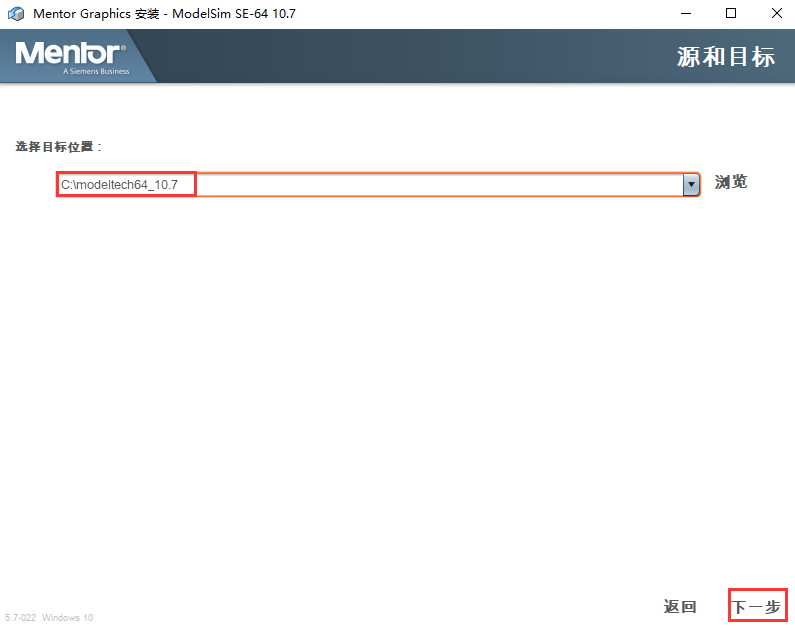 Mentor Graphics 安装 - ModelSim SE-64 10.7
Mentor®
A Siemens Business
源和目标
选择目标位置：
C:\modeltech64_10.7
浏览
返回
下一步
5.7-022 Windows 10